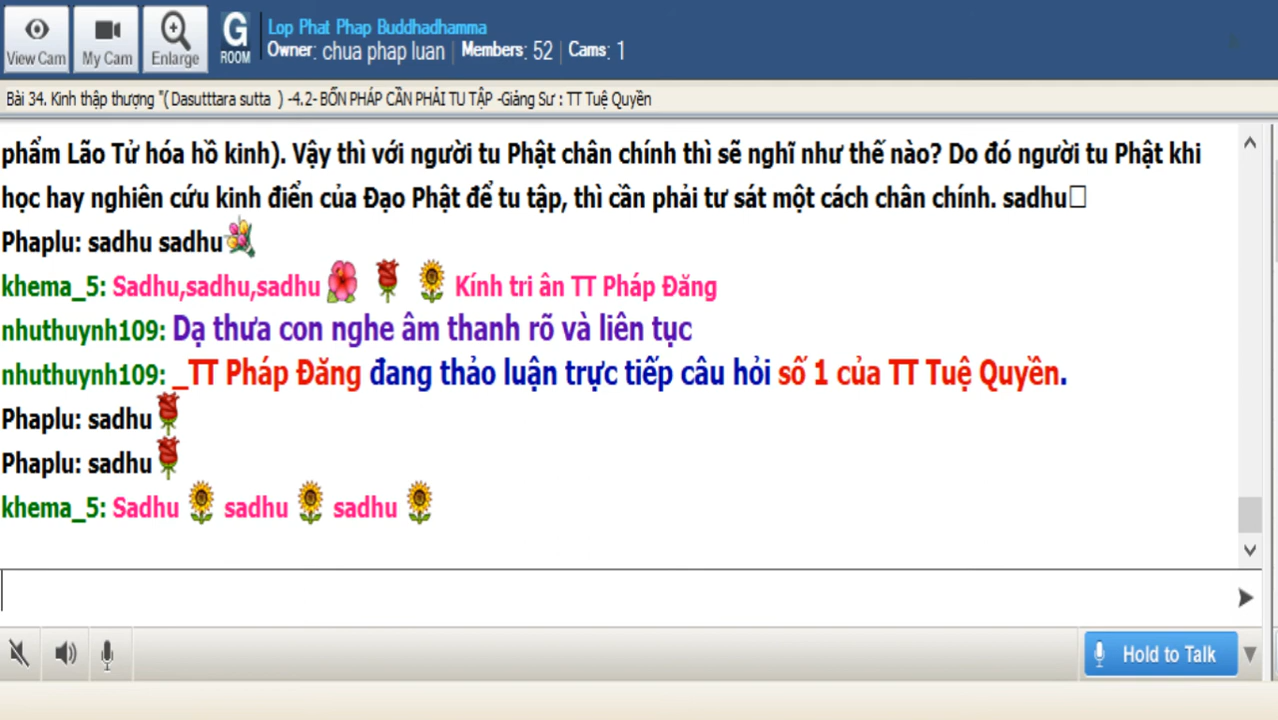 Lop Phat Phap Buddhadhamma
View Cam
My Cam
Enlarge
G
ROOM
Owner: chua phap luan | Members: 52 | Cams: 1
Bài 34. Kinh thập thượng "( Dasutttara sutta ) -4.2- BỐN PHÁP CẦN PHẢI TU TẬP -Giảng Sư : TT Tuệ Quyền
phẩm Lão Tử hóa hồ kinh). Vậy thì với người tu Phật chân chính thì sẽ nghĩ như thế nào? Do đó người tu Phật khi
học hay nghiên cứu kinh điển của Đạo Phật để tu tập, thì cần phải tư sát một cách chân chính. sadhu
Phaplu: sadhu sadhu
khema_5: Sadhu,sadhu,sadhu Kính tri ân TT Pháp Đăng
nhuthuynh109: Dạ thưa con nghe âm thanh rõ và liên tục
nhuthuynh109: _TT Pháp Đăng đang thảo luận trực tiếp câu hỏi số 1 của TT Tuệ Quyền.
Phaplu: sadhu
Phaplu: sadhu
khema_5: Sadhu sadhu sadhu
Hold to Talk